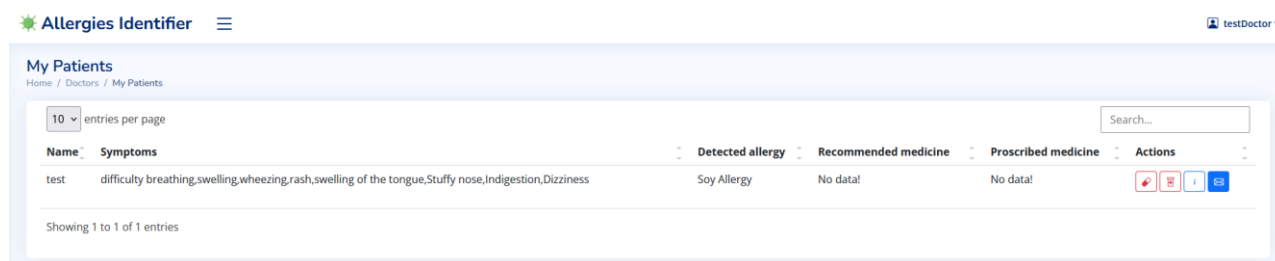 Allergies Identifier testDoctor
My Patients
Home / Doctors / My Patients
10 entries per page Search...
Name Symptoms Detected allergy Recommended medicine Proscribed medicine Actions
test difficulty breathing,swelling,wheezing,rash,swelling of the tongue,Stuffy nose,Indigestion,Dizziness Soy Allergy No data! No data! i
Showing 1 to 1 of 1 entries